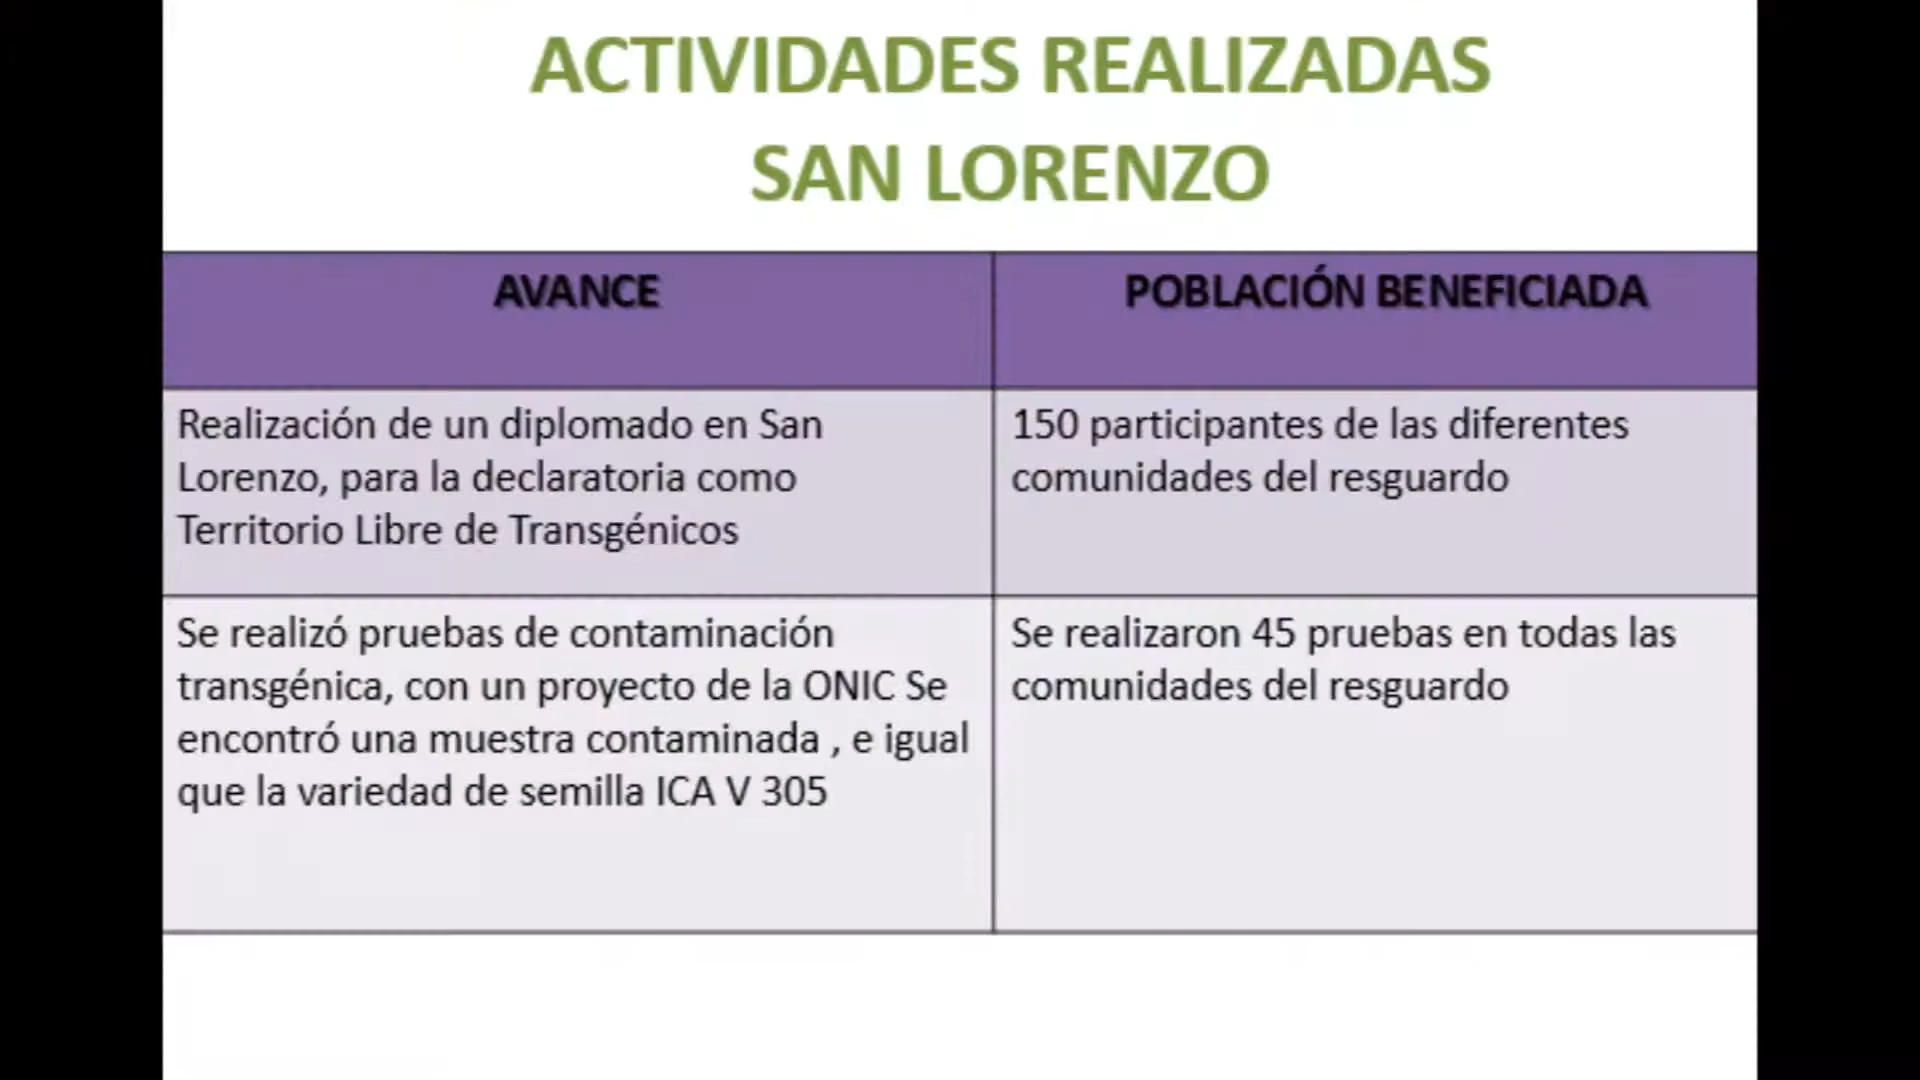 ACTIVIDADES REALIZADAS
SAN LORENZO
AVANCE
POBLACIÓN BENEFICIADA
Realización de un diplomado en San
Lorenzo, para la declaratoria como
Territorio Libre de Transgénicos
150 participantes de las diferentes
comunidades del resguardo
Se realizó pruebas de contaminación
transgénica, con un proyecto de la ONIC Se
encontró una muestra contaminada , e igual
que la variedad de semilla ICA V 305
Se realizaron 45 pruebas en todas las
comunidades del resguardo